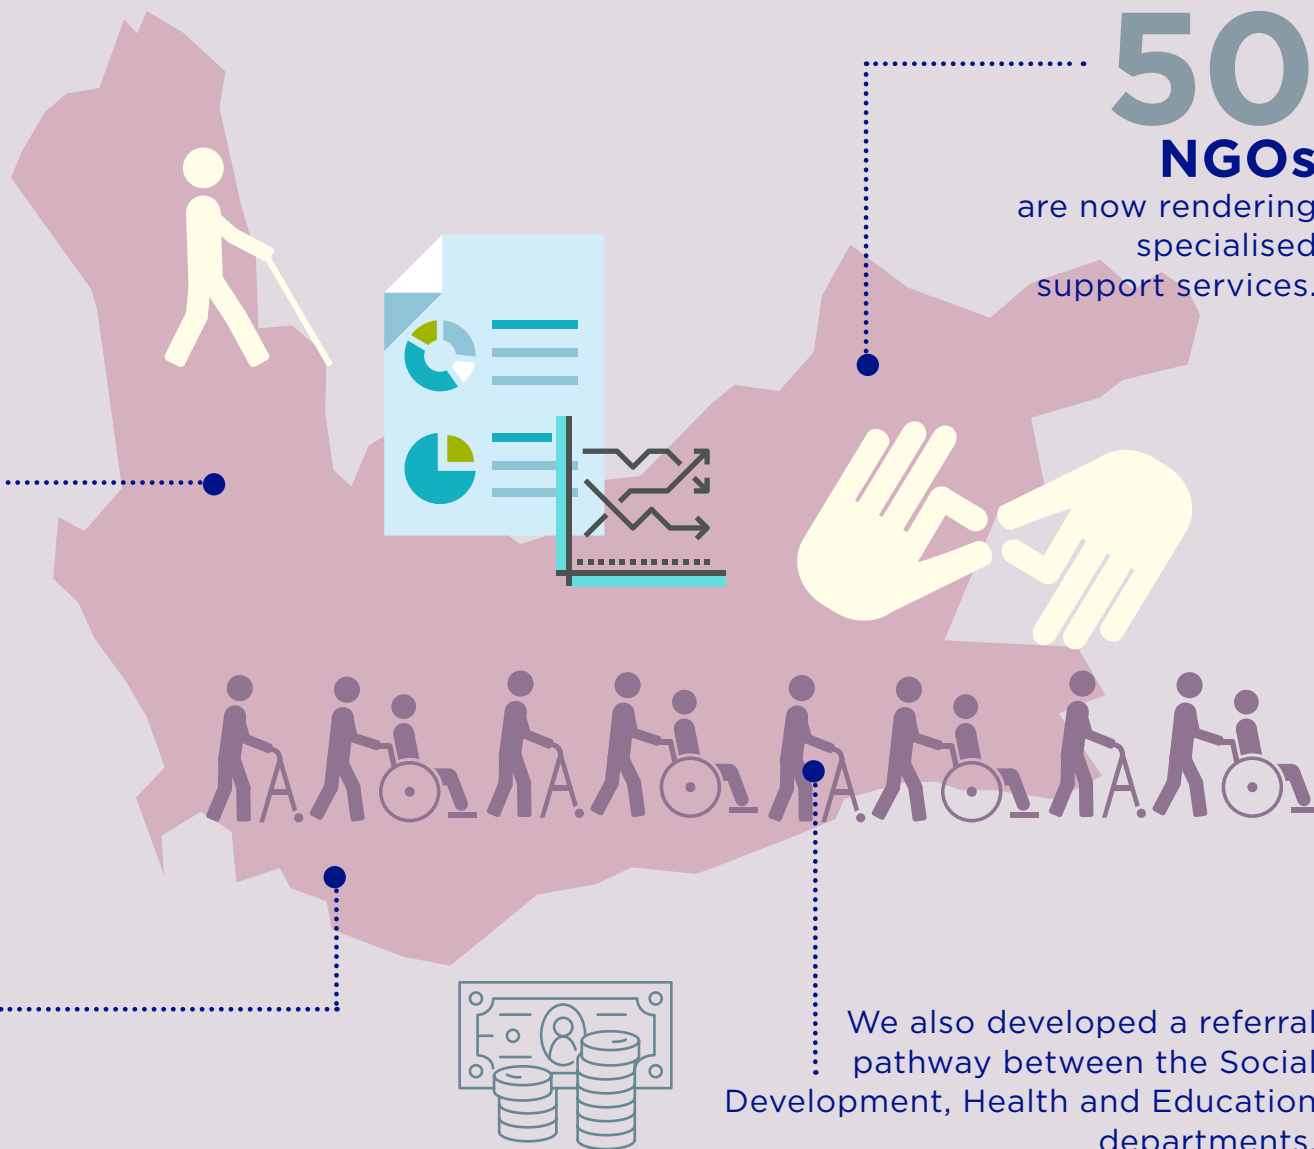 50
NGOs
are now rendering
specialised
support services.
We also developed a referral
pathway between the Social
Development, Health and Education
departments.